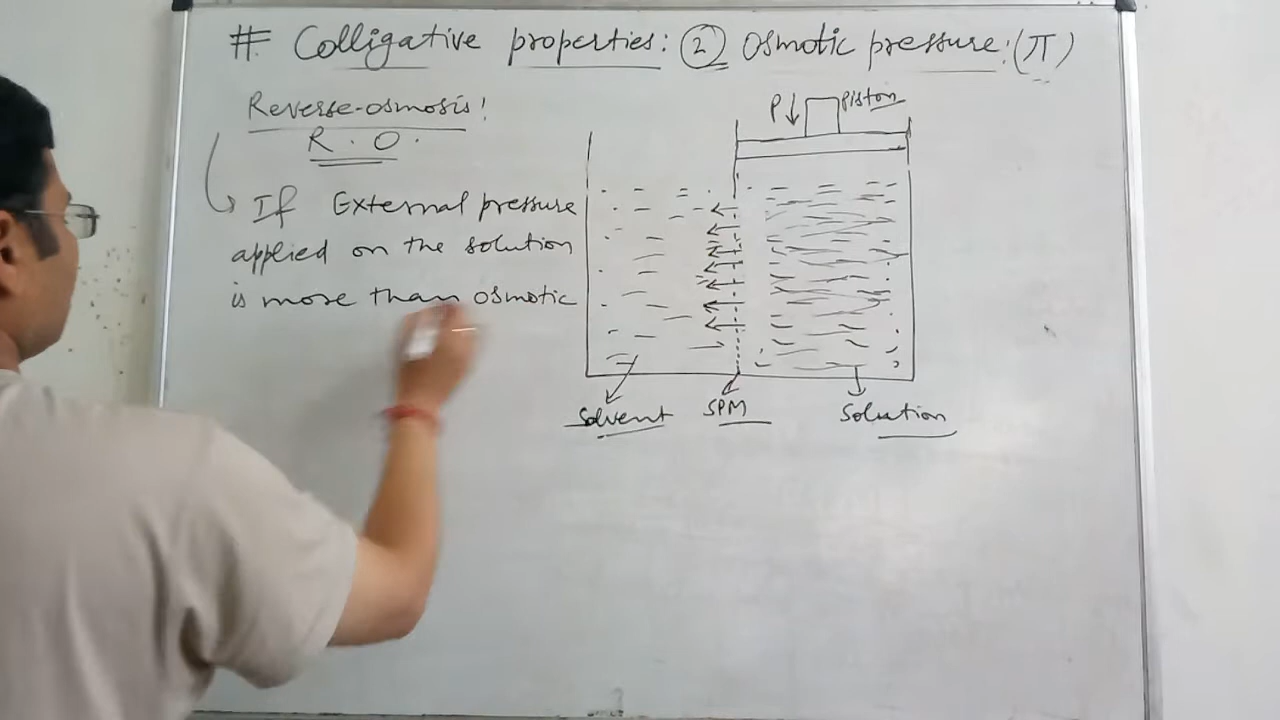 # Colligative properties: ② Osmotic pressure: (π)
Reverse-osmosis!
R. O.
If External pressure
applied on the solution
is more than osmotic
P↓ piston
Solvent
SPM
Solution